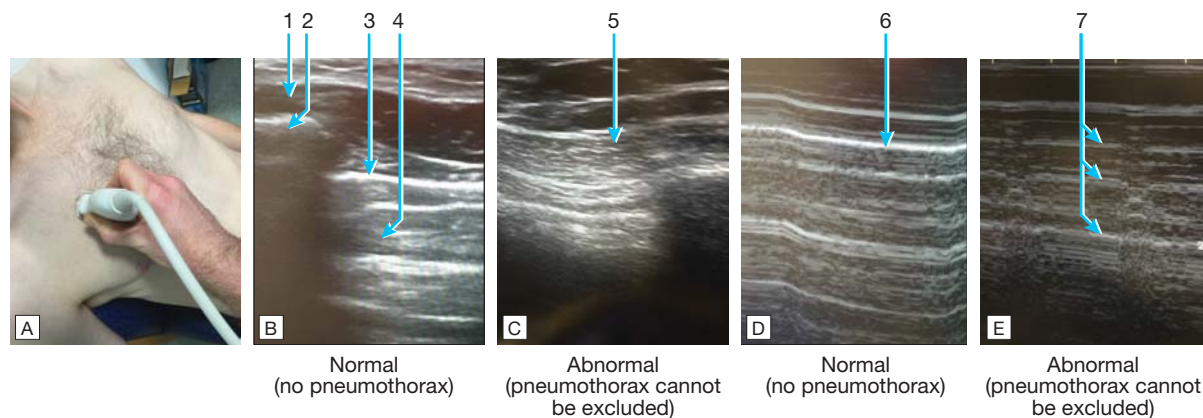 1 2 3 4 5 6 7
A B C D E
Normal
(no pneumothorax)
Abnormal
(pneumothorax cannot
be excluded)
Normal
(no pneumothorax)
Abnormal
(pneumothorax cannot
be excluded)